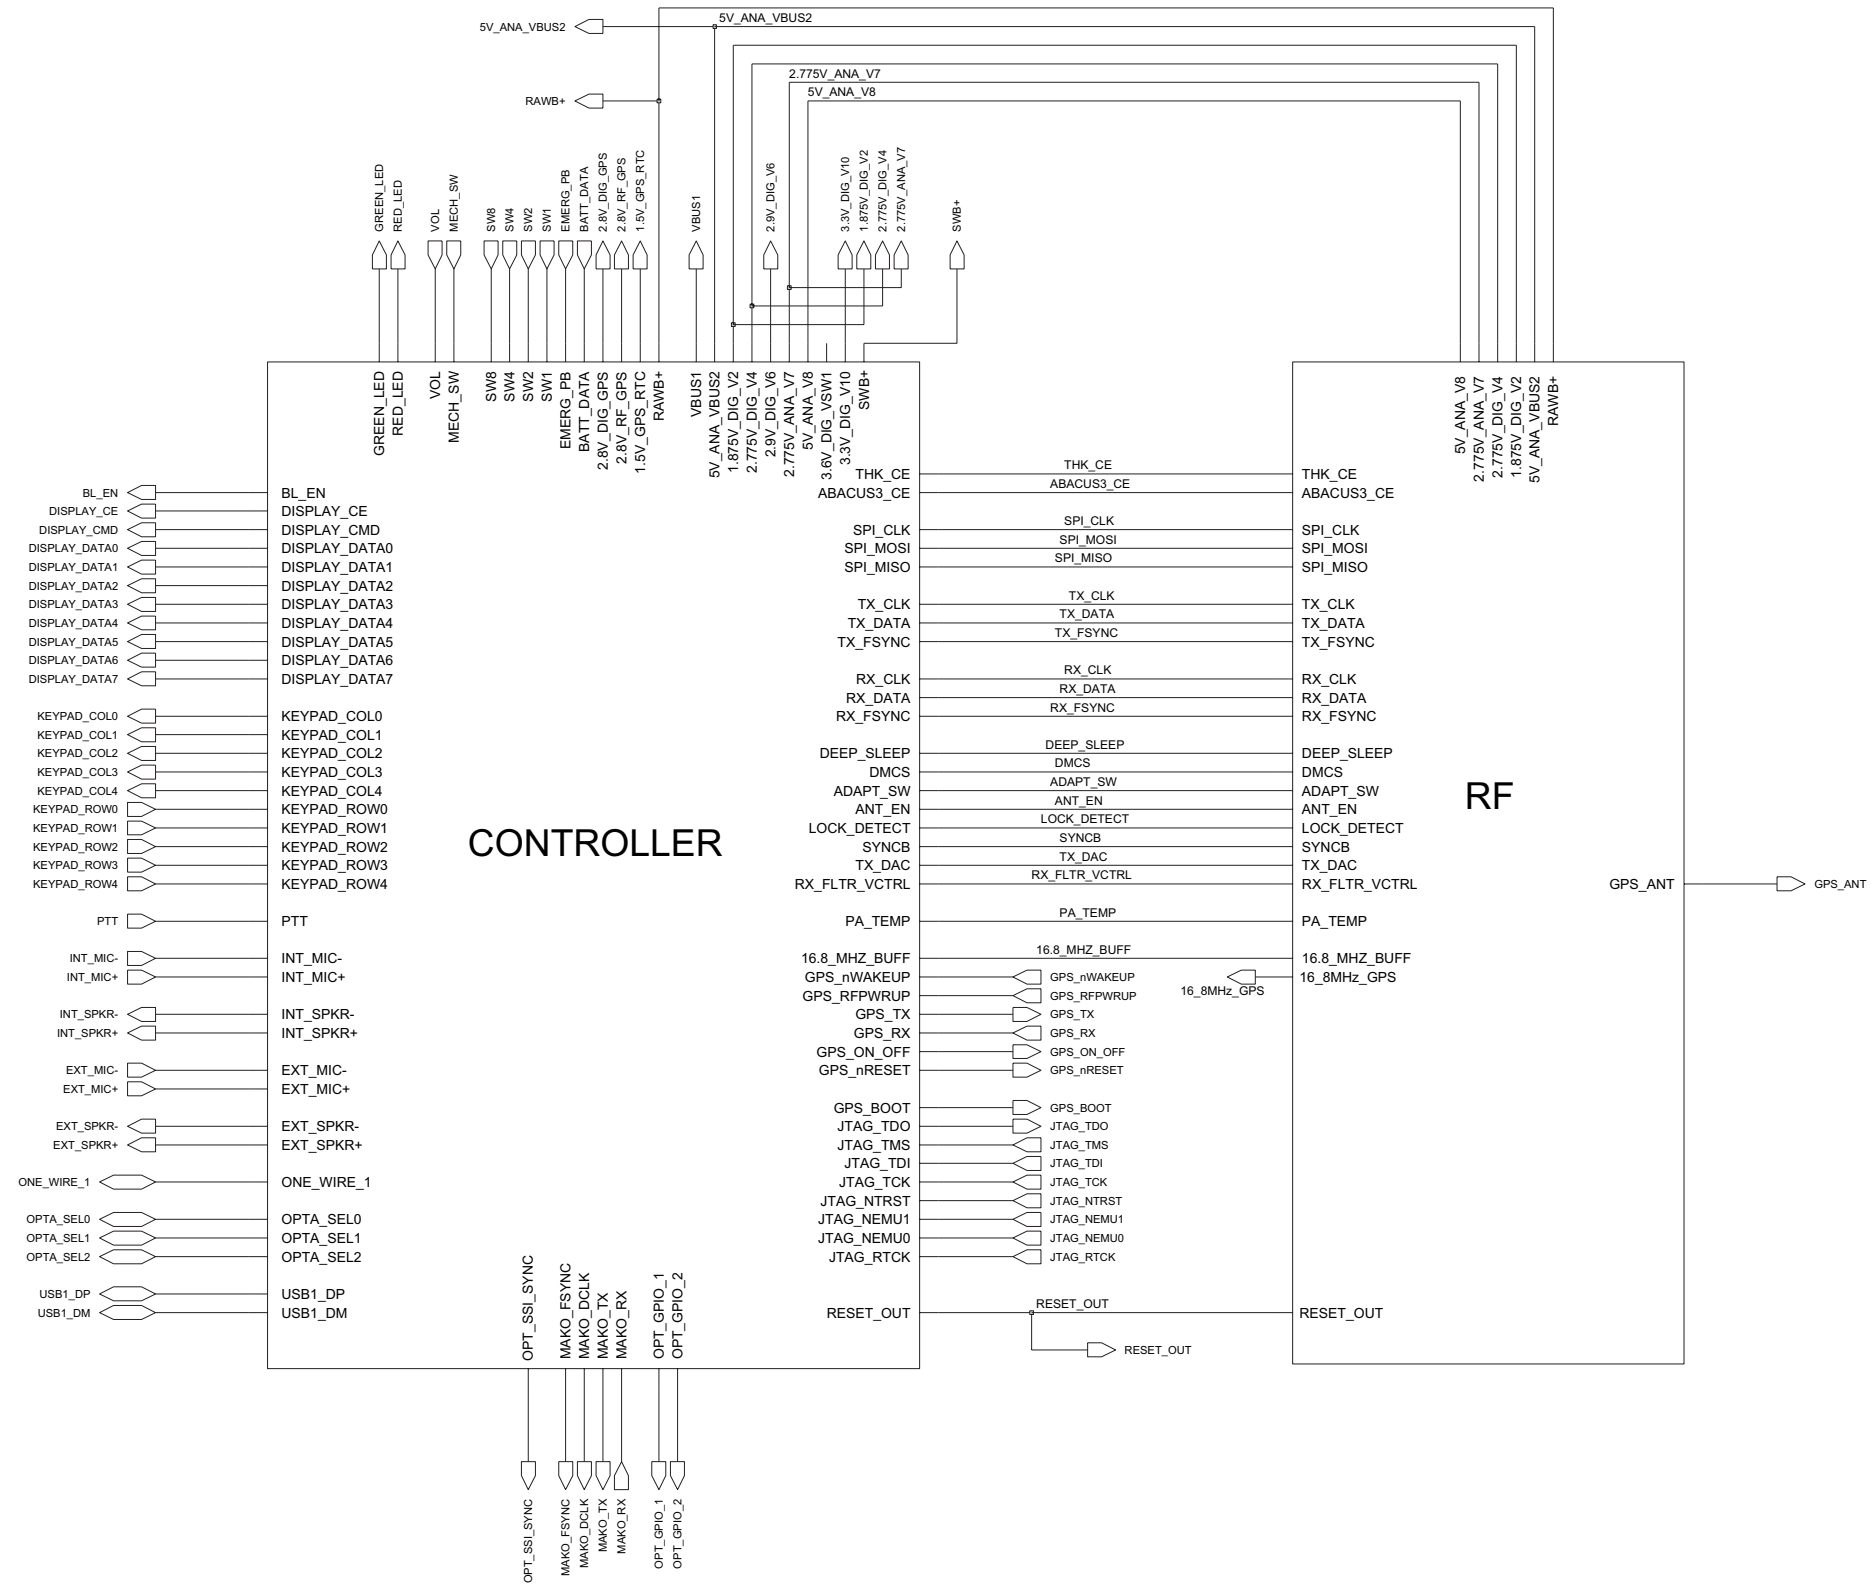 5V_ANA_VBUS2
5V_ANA_VBUS2
2.775V_ANA_V7
5V_ANA_V8
RAWB+
GREEN_LED
RED_LED
VOL
MECH_SW
SW8
SW4
SW2
SW1
EMERG_PB
BATT_DATA
2.8V_DIG_GPS
2.8V_RF_GPS
1.5V_GPS_RTC
VBUS1
2.9V_DIG_V6
3.3V_DIG_V10
1.875V_DIG_V2
2.775V_DIG_V4
2.775V_ANA_V7
SWB+
GREEN_LED
RED_LED
VOL
MECH_SW
SW8
SW4
SW2
SW1
EMERG_PB
BATT_DATA
2.8V_DIG_GPS
2.8V_RF_GPS
1.5V_GPS_RTC
RAWB+
VBUS1
5V_ANA_VBUS2
1.875V_DIG_V2
2.775V_DIG_V4
2.9V_DIG_V6
2.775V_ANA_V7
5V_ANA_V8
3.6V_DIG_VSW1
3.3V_DIG_V10
SWB+
5V_ANA_V8
2.775V_ANA_V7
2.775V_DIG_V4
1.875V_DIG_V2
5V_ANA_VBUS2
RAWB+
BL_EN
DISPLAY_CE
DISPLAY_CMD
DISPLAY_DATA0
DISPLAY_DATA1
DISPLAY_DATA2
DISPLAY_DATA3
DISPLAY_DATA4
DISPLAY_DATA5
DISPLAY_DATA6
DISPLAY_DATA7
KEYPAD_COL0
KEYPAD_COL1
KEYPAD_COL2
KEYPAD_COL3
KEYPAD_COL4
KEYPAD_ROW0
KEYPAD_ROW1
KEYPAD_ROW2
KEYPAD_ROW3
KEYPAD_ROW4
PTT
INT_MIC-
INT_MIC+
INT_SPKR-
INT_SPKR+
EXT_MIC-
EXT_MIC+
EXT_SPKR-
EXT_SPKR+
ONE_WIRE_1
OPTA_SEL0
OPTA_SEL1
OPTA_SEL2
USB1_DP
USB1_DM
BL_EN
DISPLAY_CE
DISPLAY_CMD
DISPLAY_DATA0
DISPLAY_DATA1
DISPLAY_DATA2
DISPLAY_DATA3
DISPLAY_DATA4
DISPLAY_DATA5
DISPLAY_DATA6
DISPLAY_DATA7
KEYPAD_COL0
KEYPAD_COL1
KEYPAD_COL2
KEYPAD_COL3
KEYPAD_COL4
KEYPAD_ROW0
KEYPAD_ROW1
KEYPAD_ROW2
KEYPAD_ROW3
KEYPAD_ROW4
PTT
INT_MIC-
INT_MIC+
INT_SPKR-
INT_SPKR+
EXT_MIC-
EXT_MIC+
EXT_SPKR-
EXT_SPKR+
ONE_WIRE_1
OPTA_SEL0
OPTA_SEL1
OPTA_SEL2
USB1_DP
USB1_DM
CONTROLLER
THK_CE
ABACUS3_CE
SPI_CLK
SPI_MOSI
SPI_MISO
TX_CLK
TX_DATA
TX_FSYNC
RX_CLK
RX_DATA
RX_FSYNC
DEEP_SLEEP
DMCS
ADAPT_SW
ANT_EN
LOCK_DETECT
SYNCB
TX_DAC
RX_FLTR_VCTRL
PA_TEMP
16.8_MHZ_BUFF
GPS_nWAKEUP
GPS_RFPWRUP
GPS_TX
GPS_RX
GPS_ON_OFF
GPS_nRESET
GPS_BOOT
JTAG_TDO
JTAG_TMS
JTAG_TDI
JTAG_TCK
JTAG_NTRST
JTAG_NEMU1
JTAG_NEMU0
JTAG_RTCK
RESET_OUT
THK_CE
ABACUS3_CE
SPI_CLK
SPI_MOSI
SPI_MISO
TX_CLK
TX_DATA
TX_FSYNC
RX_CLK
RX_DATA
RX_FSYNC
DEEP_SLEEP
DMCS
ADAPT_SW
ANT_EN
LOCK_DETECT
SYNCB
TX_DAC
RX_FLTR_VCTRL
PA_TEMP
16.8_MHZ_BUFF
GPS_nWAKEUP
GPS_RFPWRUP
GPS_TX
GPS_RX
GPS_ON_OFF
GPS_nRESET
GPS_BOOT
JTAG_TDO
JTAG_TMS
JTAG_TDI
JTAG_TCK
JTAG_NTRST
JTAG_NEMU1
JTAG_NEMU0
JTAG_RTCK
RESET_OUT
RESET_OUT
16_8MHz_GPS
THK_CE
ABACUS3_CE
SPI_CLK
SPI_MOSI
SPI_MISO
TX_CLK
TX_DATA
TX_FSYNC
RX_CLK
RX_DATA
RX_FSYNC
DEEP_SLEEP
DMCS
ADAPT_SW
ANT_EN
LOCK_DETECT
SYNCB
TX_DAC
RX_FLTR_VCTRL
PA_TEMP
16.8_MHZ_BUFF
16_8MHz_GPS
RESET_OUT
RF
GPS_ANT
GPS_ANT
OPT_SSI_SYNC
MAKO_FSYNC
MAKO_DCLK
MAKO_TX
MAKO_RX
OPT_GPIO_1
OPT_GPIO_2
OPT_SSI_SYNC
MAKO_FSYNC
MAKO_DCLK
MAKO_TX
MAKO_RX
OPT_GPIO_1
OPT_GPIO_2